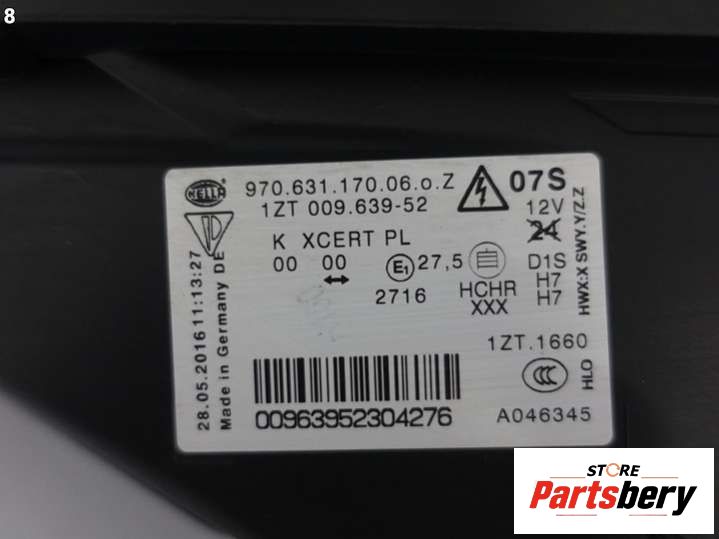 8
HELLA
970.631.170.06.o.Z
07S
1ZT 009.639-52
12V
24
K XCERT PL
00 00
E1
27,5
D1S
H7
H7
2716
HCHR
XXX
HWX:X SWY.Y/Z.Z
1ZT.1660
28.05.2016 11:13:27
Made in Germany DE
CCC
HLO
00963952304276
A046345
STORE
Partsbery